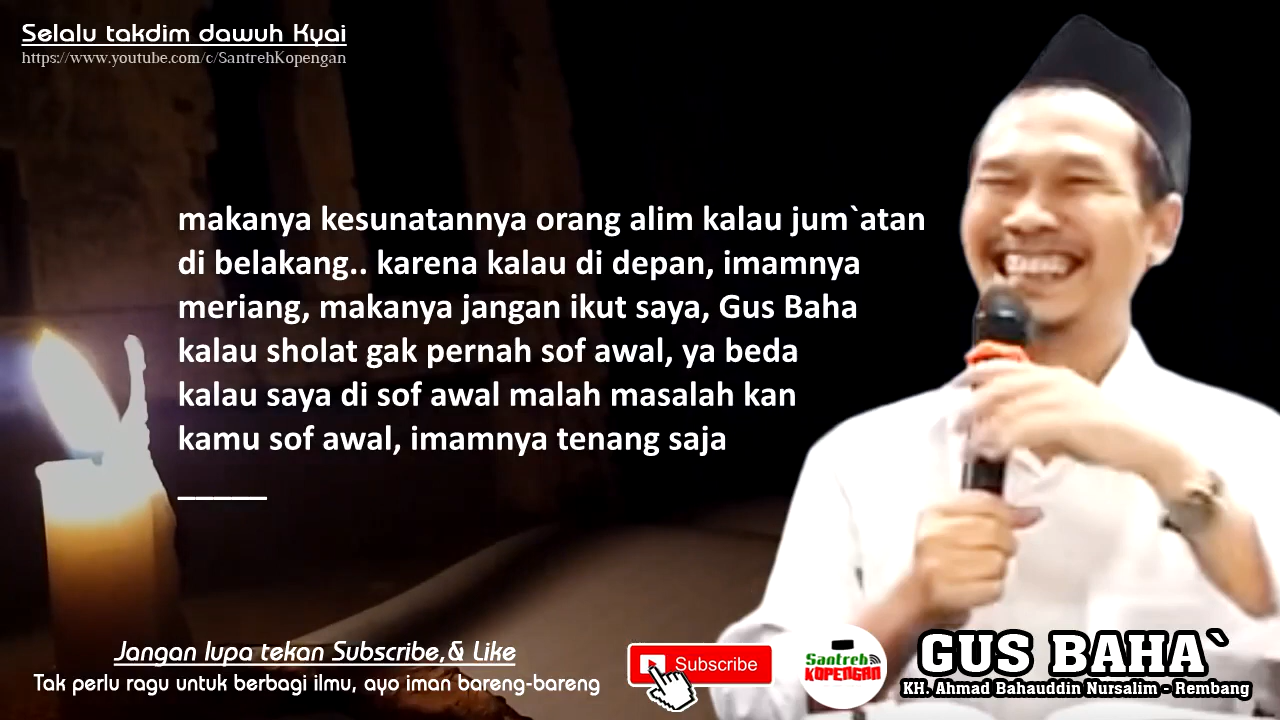 Selalu takdim dawuh Kyai
https://www.youtube.com/c/SantrehKopengan
makanya kesunatannya orang alim kalau jum`atan
di belakang.. karena kalau di depan, imamnya
meriang, makanya jangan ikut saya, Gus Baha
kalau sholat gak pernah sof awal, ya beda
kalau saya di sof awal malah masalah kan
kamu sof awal, imamnya tenang saja
_____
Jangan lupa tekan Subscribe,& Like
Tak perlu ragu untuk berbagi ilmu, ayo iman bareng-bareng
Subscribe
Santreh
KOPENGAN
GUS BAHA`
KH. Ahmad Bahauddin Nursalim - Rembang